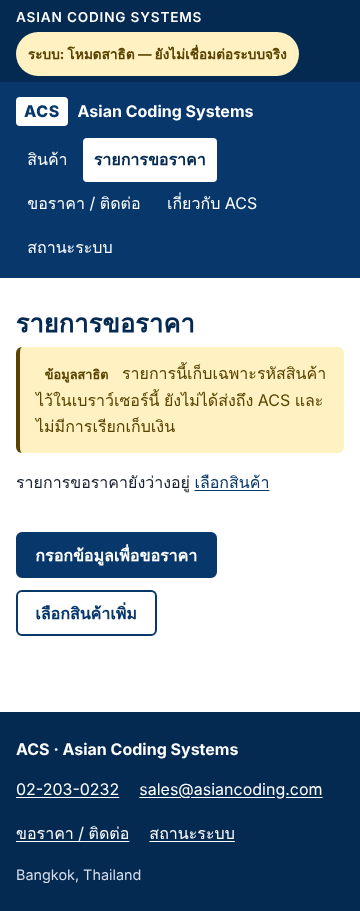 ASIAN CODING SYSTEMS
ระบบ: โหมดสาธิต — ยังไม่เชื่อมต่อระบบจริง
ACS Asian Coding Systems
สินค้า รายการขอราคา
ขอราคา / ติดต่อ เกี่ยวกับ ACS
สถานะระบบ
รายการขอราคา
ข้อมูลสาธิต รายการนี้เก็บเฉพาะรหัสสินค้า
ไว้ในเบราว์เซอร์นี้ ยังไม่ได้ส่งถึง ACS และ
ไม่มีการเรียกเก็บเงิน
รายการขอราคายังว่างอยู่ เลือกสินค้า
กรอกข้อมูลเพื่อขอราคา
เลือกสินค้าเพิ่ม
ACS · Asian Coding Systems
02-203-0232 sales@asiancoding.com
ขอราคา / ติดต่อ สถานะระบบ
Bangkok, Thailand